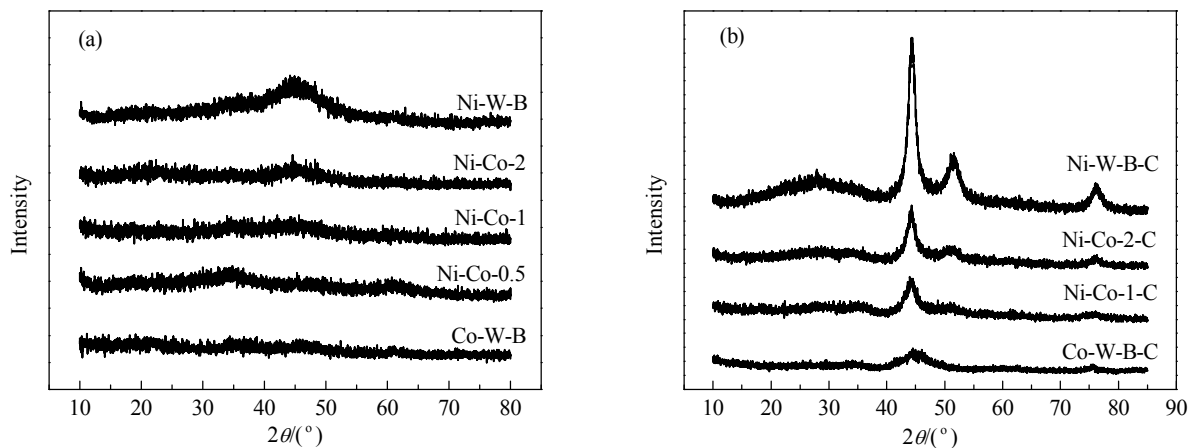 (a)
Ni-W-B
Ni-Co-2
Ni-Co-1
Ni-Co-0.5
Co-W-B
Intensity
10 20 30 40 50 60 70 80
2θ/(°)
(b)
Ni-W-B-C
Ni-Co-2-C
Ni-Co-1-C
Co-W-B-C
Intensity
10 20 30 40 50 60 70 80 90
2θ/(°)